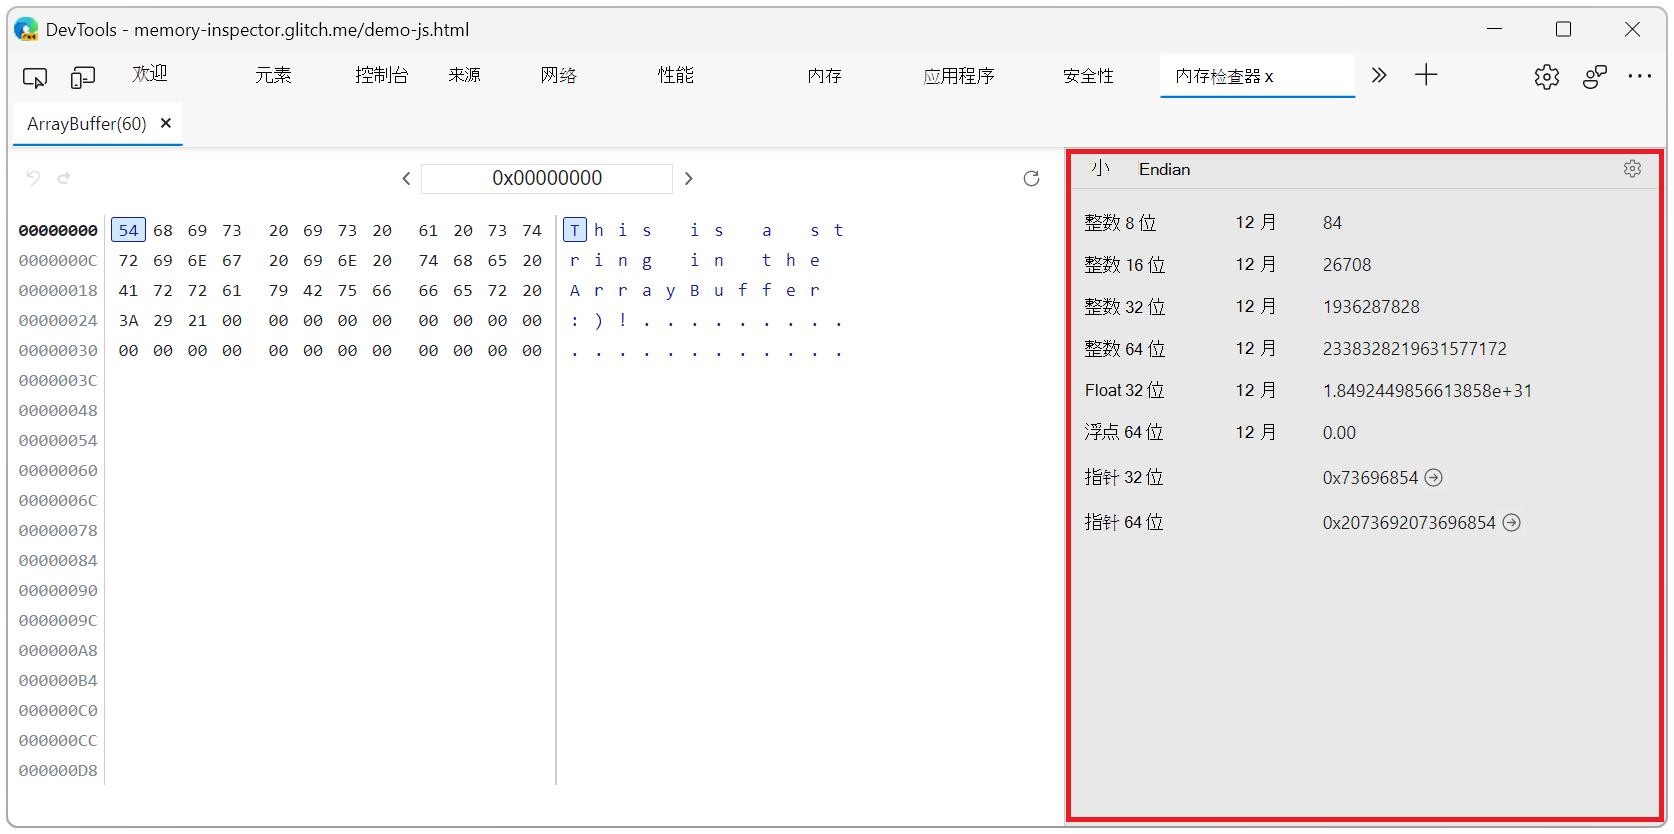 DevTools - memory-inspector.glitch.me/demo-js.html
欢迎 元素 控制台 来源 网络 性能 内存 应用程序 安全性 内存检查器 x
ArrayBuffer(60)
0x00000000
00000000 54 68 69 73 20 69 73 20 61 20 73 74 T h i s i s a s t
0000000C 72 69 6E 67 20 69 6E 20 74 68 65 20 r i n g i n t h e
00000018 41 72 72 61 79 42 75 66 66 65 72 20 A r r a y B u f f e r
00000024 3A 29 21 00 00 00 00 00 00 00 00 00 : ) ! . . . . . . . . .
00000030 00 00 00 00 00 00 00 00 00 00 00 00 . . . . . . . . . . . .
0000003C
00000048
00000054
00000060
0000006C
00000078
00000084
00000090
0000009C
000000A8
000000B4
000000C0
000000CC
000000D8
小 Endian
整数 8 位 12 月 84
整数 16 位 12 月 26708
整数 32 位 12 月 1936287828
整数 64 位 12 月 2338328219631577172
Float 32 位 12 月 1.8492449856613858e+31
浮点 64 位 12 月 0.00
指针 32 位 0x73696854
指针 64 位 0x2073692073696854